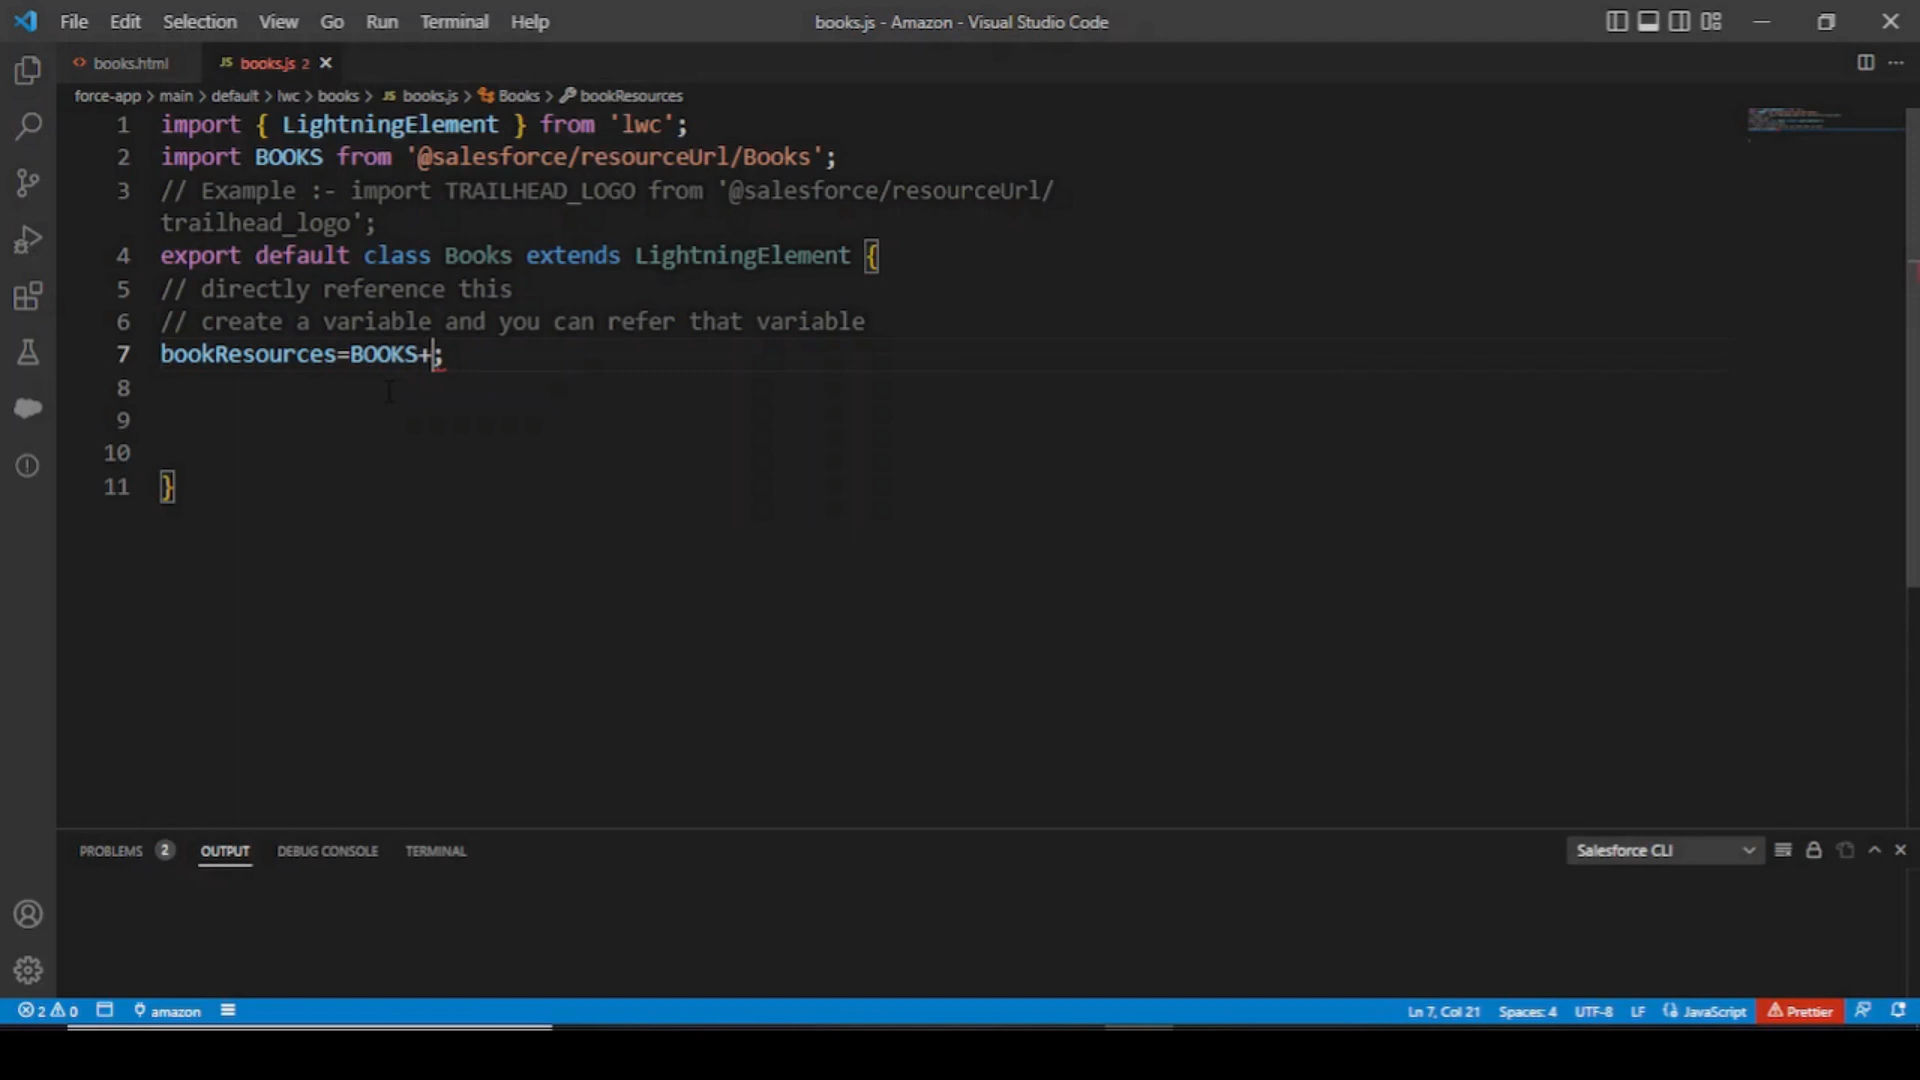 File Edit Selection View Go Run Terminal Help books.js - Amazon - Visual Studio Code
books.html JS books.js 2
force-app > main > default > lwc > books > JS books.js > Books > bookResources
1 import { LightningElement } from 'lwc';
2 import BOOKS from '@salesforce/resourceUrl/Books';
3 // Example :- import TRAILHEAD_LOGO from '@salesforce/resourceUrl/
trailhead_logo';
4 export default class Books extends LightningElement {
5 // directly reference this
6 // create a variable and you can refer that variable
7 bookResources=BOOKS+;
8
9
10
11 }
PROBLEMS 2 OUTPUT DEBUG CONSOLE TERMINAL Salesforce CLI
2 0 amazon Ln 7, Col 21 Spaces: 4 UTF-8 LF JavaScript Prettier